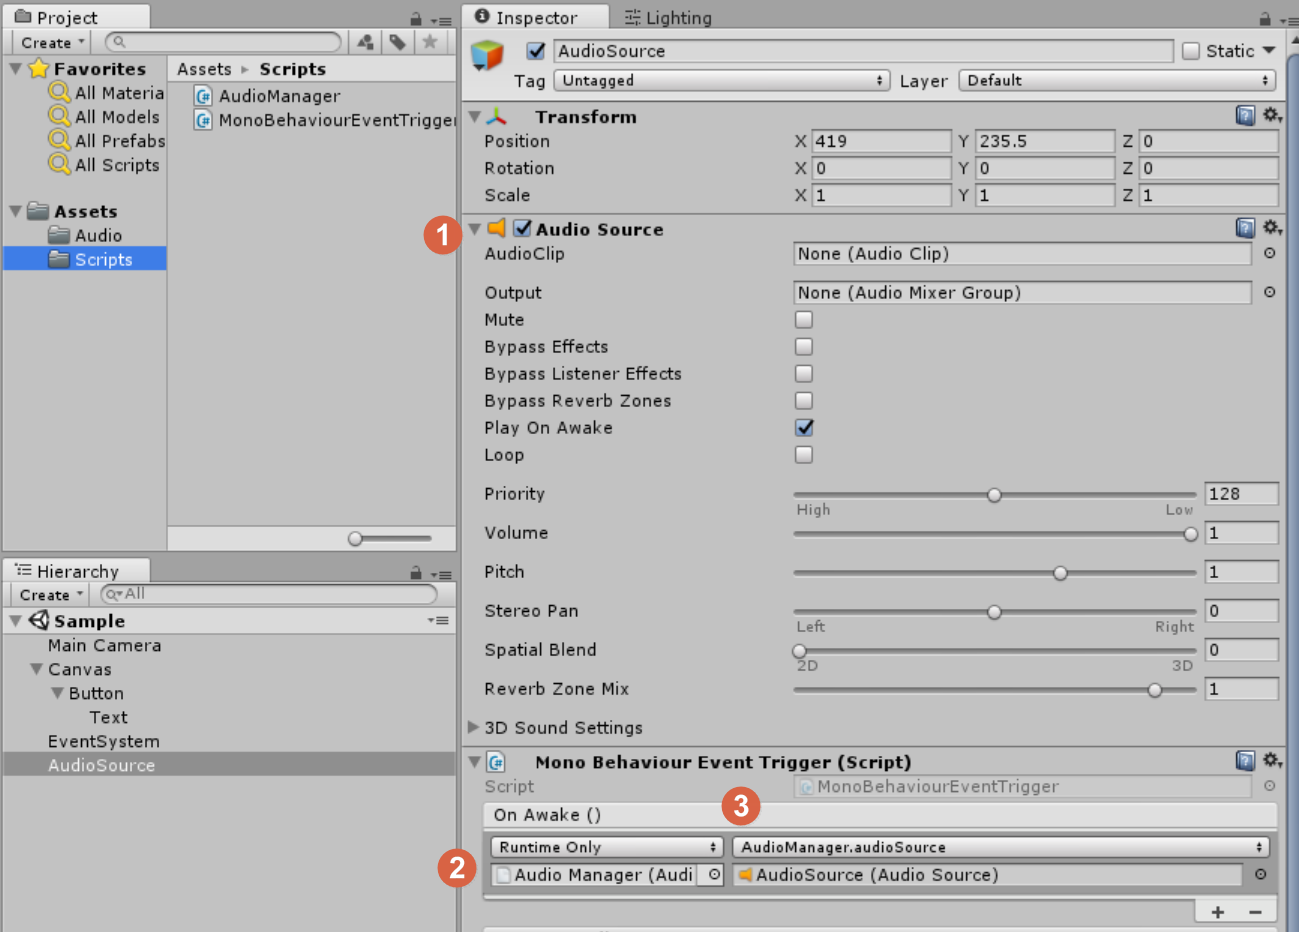 Project
Create
Favorites
All Materia
All Models
All Prefabs
All Scripts
Assets
Audio
Scripts
Assets ▸ Scripts
AudioManager
MonoBehaviourEventTrigger
Hierarchy
Create
All
Sample
Main Camera
Canvas
Button
Text
EventSystem
AudioSource
Inspector
Lighting
AudioSource
Static
Tag Untagged Layer Default
Transform
Position X 419 Y 235.5 Z 0
Rotation X 0 Y 0 Z 0
Scale X 1 Y 1 Z 1
1
Audio Source
AudioClip None (Audio Clip)
Output None (Audio Mixer Group)
Mute
Bypass Effects
Bypass Listener Effects
Bypass Reverb Zones
Play On Awake
Loop
Priority 128
High Low
Volume 1
Pitch 1
Stereo Pan 0
Left Right
Spatial Blend 0
2D 3D
Reverb Zone Mix 1
3D Sound Settings
Mono Behaviour Event Trigger (Script)
Script MonoBehaviourEventTrigger
3
On Awake ()
Runtime Only AudioManager.audioSource
2
Audio Manager (Audi AudioSource (Audio Source)
+ −